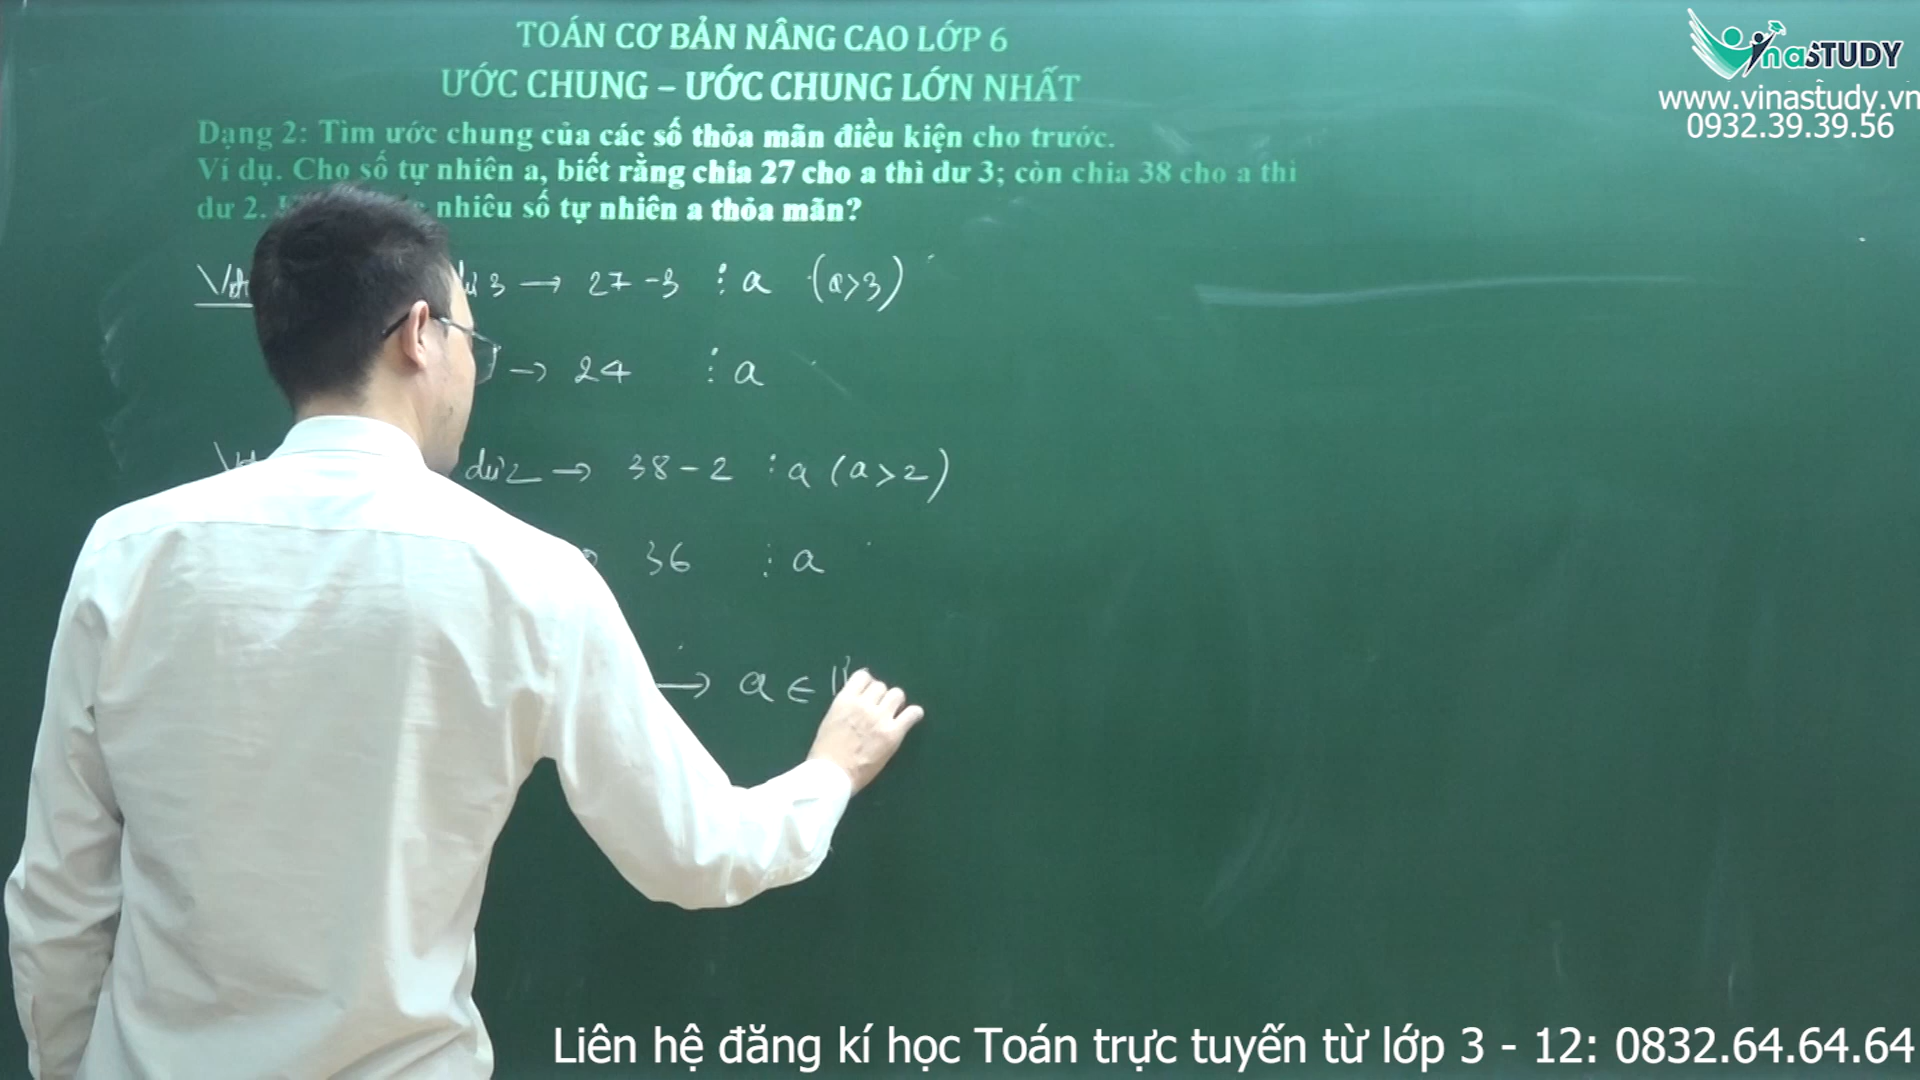 TOÁN CƠ BẢN NÂNG CAO LỚP 6
ƯỚC CHUNG – ƯỚC CHUNG LỚN NHẤT
Dạng 2: Tìm ước chung của các số thỏa mãn điều kiện cho trước.
Ví dụ. Cho số tự nhiên a, biết rằng chia 27 cho a thì dư 3; còn chia 38 cho a thì
dư 2. nhiêu số tự nhiên a thỏa mãn?
dư 3 → 27 - 3 ⋮ a (a > 3)
→ 24 ⋮ a
dư 2 → 38 - 2 ⋮ a (a > 2)
36 ⋮ a
→ a ∈
VinaSTUDY
www.vinastudy.vn
0932.39.39.56
Liên hệ đăng kí học Toán trực tuyến từ lớp 3 - 12: 0832.64.64.64